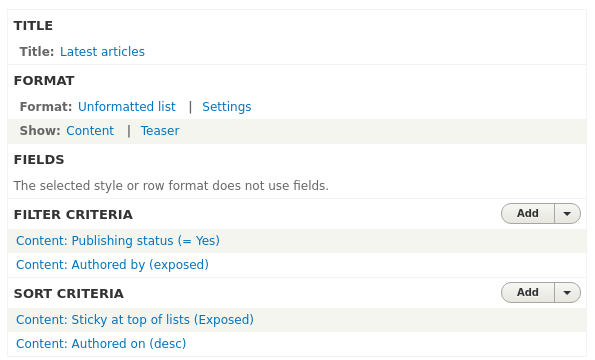 TITLE
Title: Latest articles
FORMAT
Format: Unformatted list | Settings
Show: Content | Teaser
FIELDS
The selected style or row format does not use fields.
FILTER CRITERIA Add
Content: Publishing status (= Yes)
Content: Authored by (exposed)
SORT CRITERIA Add
Content: Sticky at top of lists (Exposed)
Content: Authored on (desc)